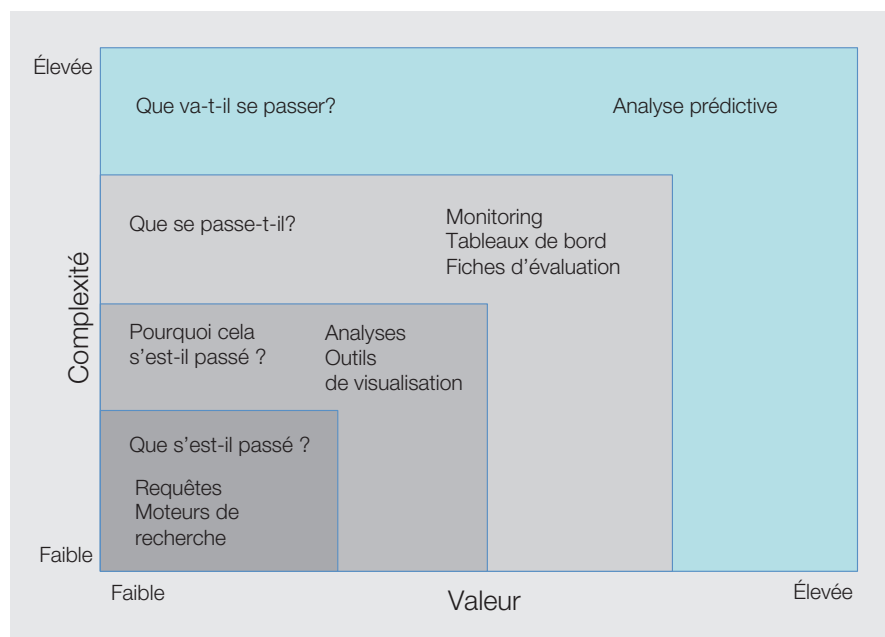 Élevée
Que va-t-il se passer?
Analyse prédictive
Que se passe-t-il?
Monitoring
Tableaux de bord
Fiches d’évaluation
Complexité
Pourquoi cela
s’est-il passé ?
Analyses
Outils
de visualisation
Que s’est-il passé ?
Requêtes
Moteurs de
recherche
Faible
Faible
Valeur
Élevée